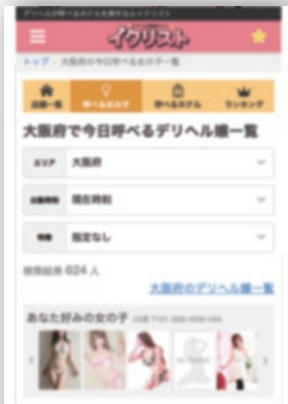 イクリスト
トップ > 大阪府の今日呼べる女の子一覧
店舗一覧 呼べる女の子 呼べるホテル ランキング
大阪府で今日呼べるデリヘル嬢一覧
エリア 大阪府
現在時刻
指定なし
検索結果 624 人
大阪府のデリヘル嬢一覧
あなた好みの女の子